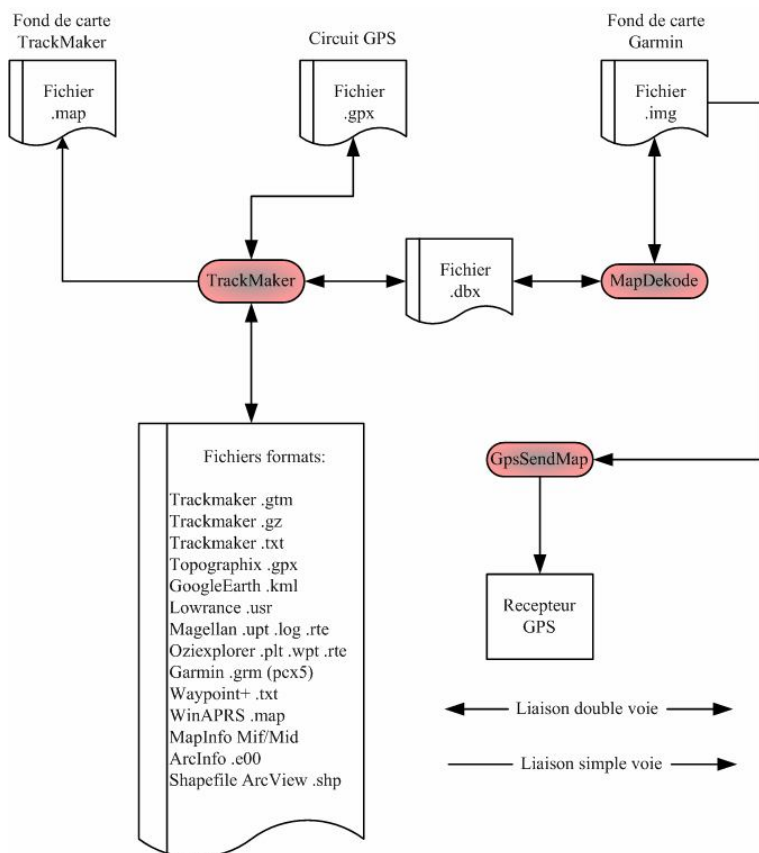 Fond de carte
TrackMaker
Circuit GPS
Fond de carte
Garmin
Fichier
.map
Fichier
.gpx
Fichier
.img
TrackMaker
Fichier
.dbx
MapDekode
Fichiers formats:
Trackmaker .gtm
Trackmaker .gz
Trackmaker .txt
Topographix .gpx
GoogleEarth .kml
Lowrance .usr
Magellan .upt .log .rte
Oziexplorer .plt .wpt .rte
Garmin .grm (pcx5)
Waypoint+ .txt
WinAPRS .map
MapInfo Mif/Mid
ArcInfo .e00
Shapefile ArcView .shp
GpsSendMap
Recepteur
GPS
Liaison double voie
Liaison simple voie